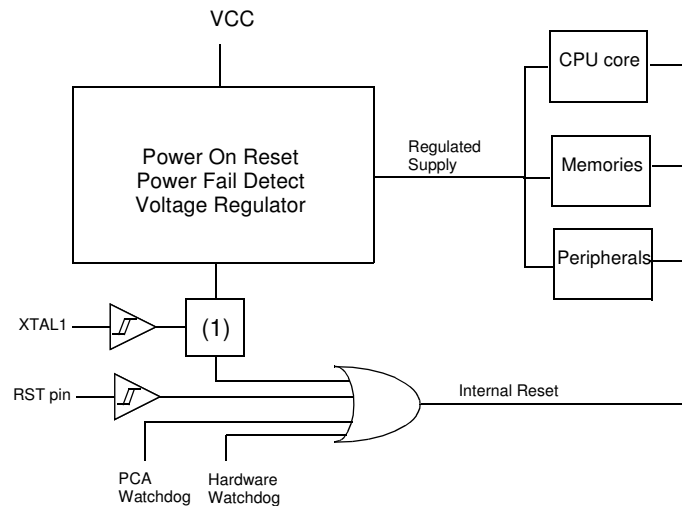 VCC
CPU core
Power On Reset
Power Fail Detect
Voltage Regulator
Regulated
Supply
Memories
Peripherals
XTAL1
(1)
RST pin
Internal Reset
PCA
Watchdog
Hardware
Watchdog